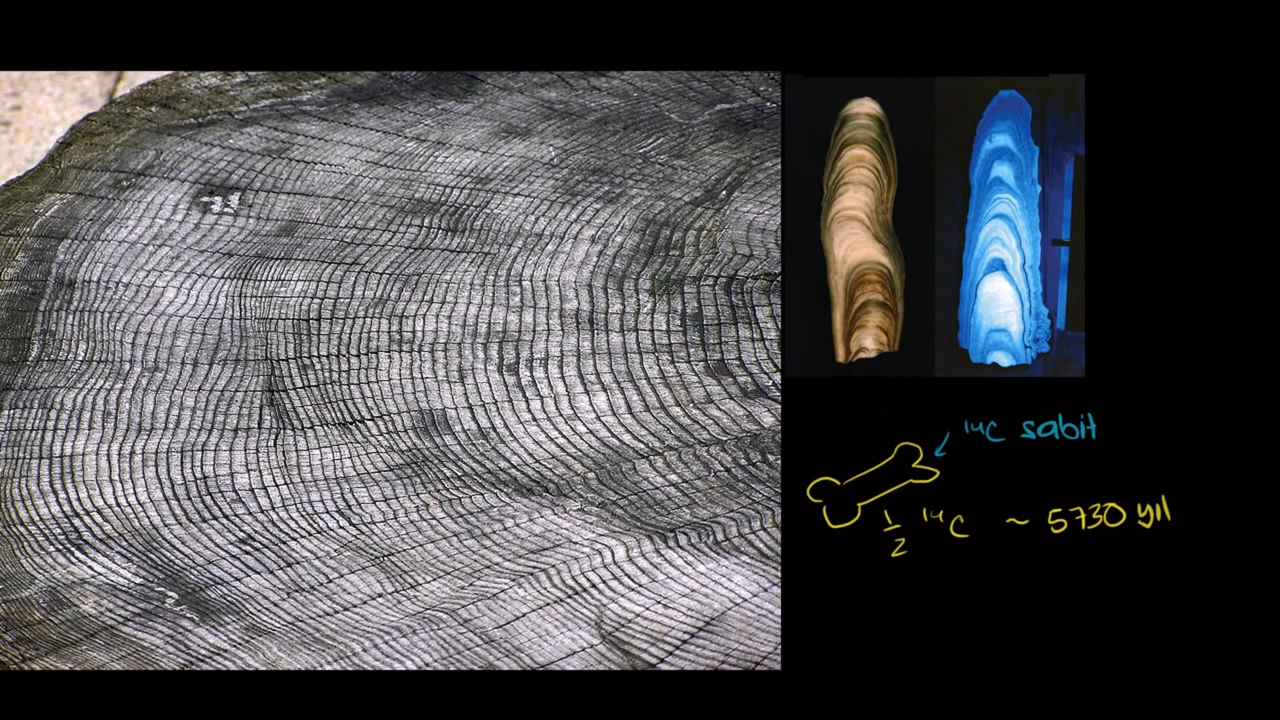 ¹⁴C sabit
½ ¹⁴C ~ 5730 yıl